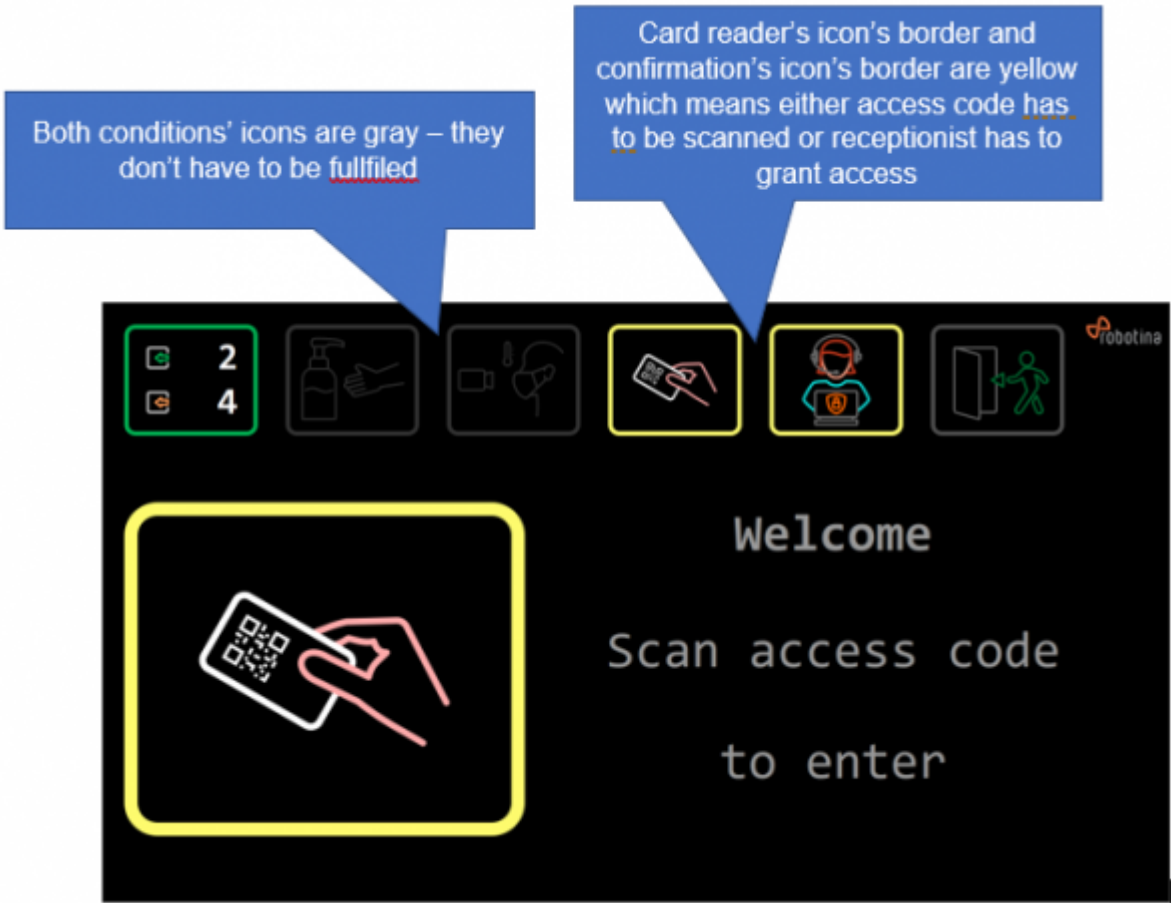 Card reader's icon's border and
confirmation's icon's border are yellow
which means either access code has
to be scanned or receptionist has to
grant access
Both conditions' icons are gray – they
don't have to be fullfiled
2
4
robotina
Welcome
Scan access code
to enter